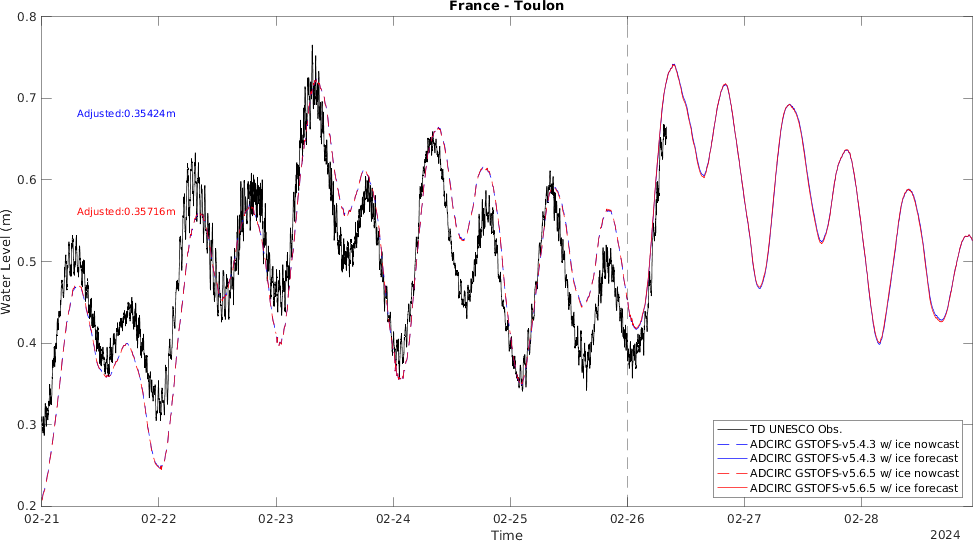 France - Toulon
0.8
0.7
0.6
0.5
0.4
0.3
0.2
Water Level (m)
Adjusted:0.35424m
Adjusted:0.35716m
TD UNESCO Obs.
ADCIRC GSTOFS-v5.4.3 w/ ice nowcast
ADCIRC GSTOFS-v5.4.3 w/ ice forecast
ADCIRC GSTOFS-v5.6.5 w/ ice nowcast
ADCIRC GSTOFS-v5.6.5 w/ ice forecast
02-21 02-22 02-23 02-24 02-25 02-26 02-27 02-28
Time
2024